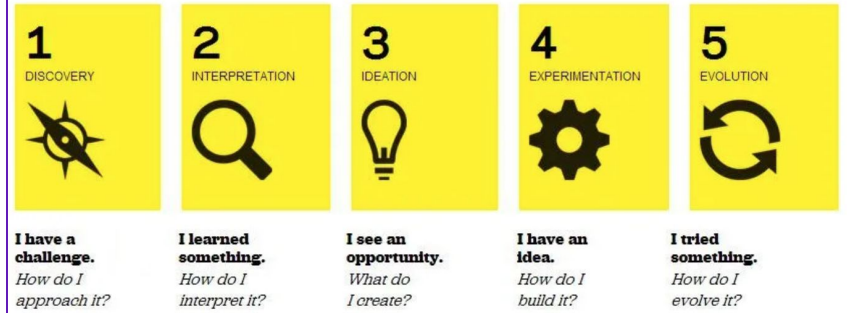 1
DISCOVERY
I have a
challenge.
How do I
approach it?
2
INTERPRETATION
I learned
something.
How do I
interpret it?
3
IDEATION
I see an
opportunity.
What do
I create?
4
EXPERIMENTATION
I have an
idea.
How do I
build it?
5
EVOLUTION
I tried
something.
How do I
evolve it?